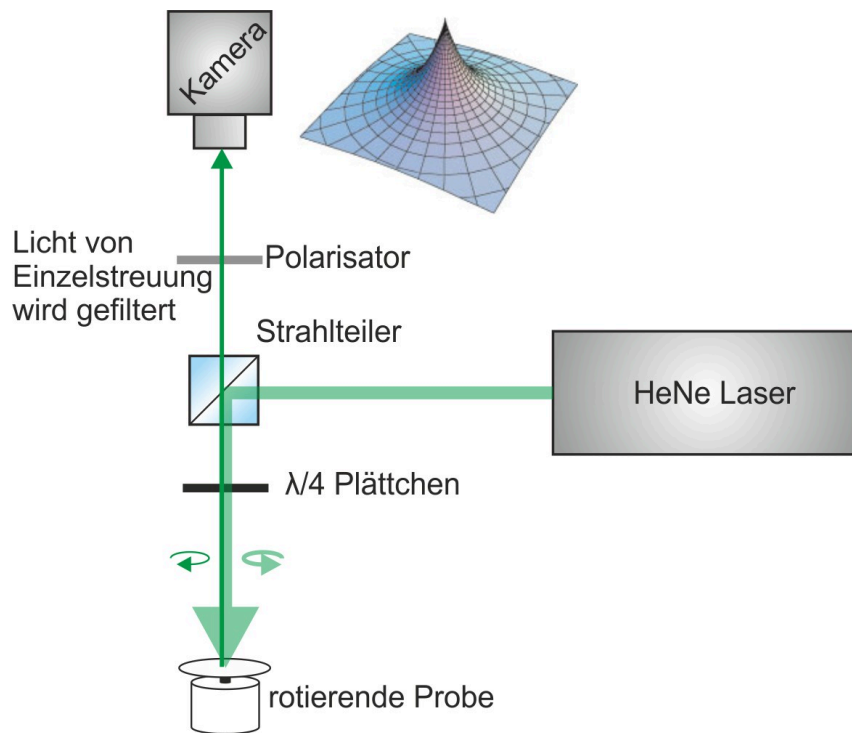 Kamera
Licht von
Einzelstreuung
wird gefiltert
Polarisator
Strahlteiler
HeNe Laser
λ/4 Plättchen
rotierende Probe